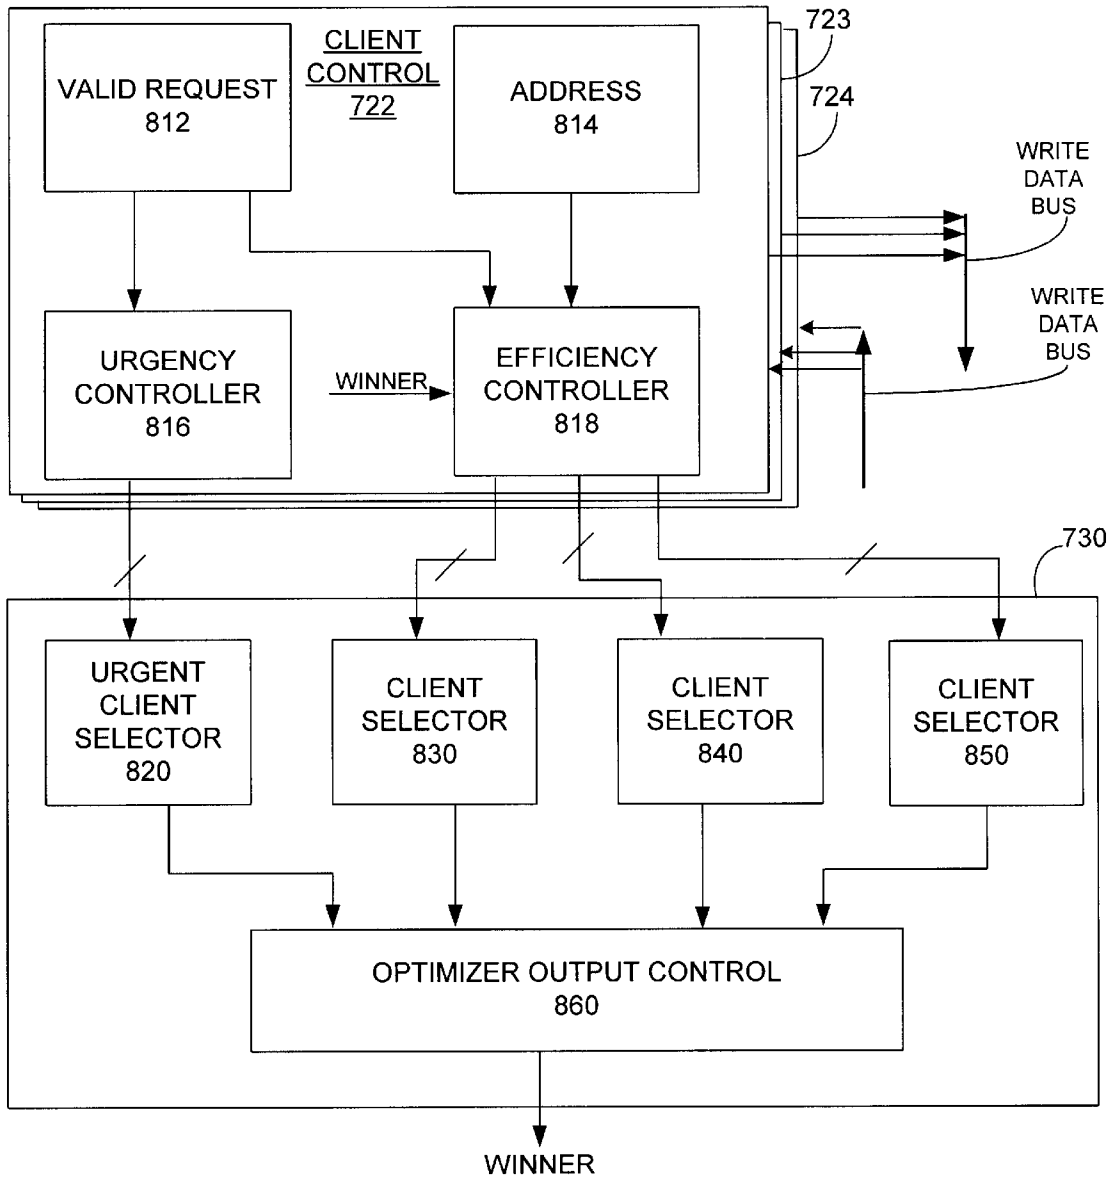 CLIENT
CONTROL
722
VALID REQUEST
812
ADDRESS
814
723
724
WRITE
DATA
BUS
WRITE
DATA
BUS
URGENCY
CONTROLLER
816
WINNER
EFFICIENCY
CONTROLLER
818
730
URGENT
CLIENT
SELECTOR
820
CLIENT
SELECTOR
830
CLIENT
SELECTOR
840
CLIENT
SELECTOR
850
OPTIMIZER OUTPUT CONTROL
860
WINNER